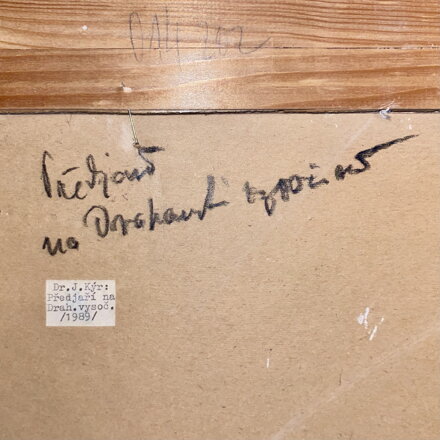 Předjaří
na Drahanské vysočině
Dr.J.Kýr:
Předjaří na
Drah.vysoč.
/1989/